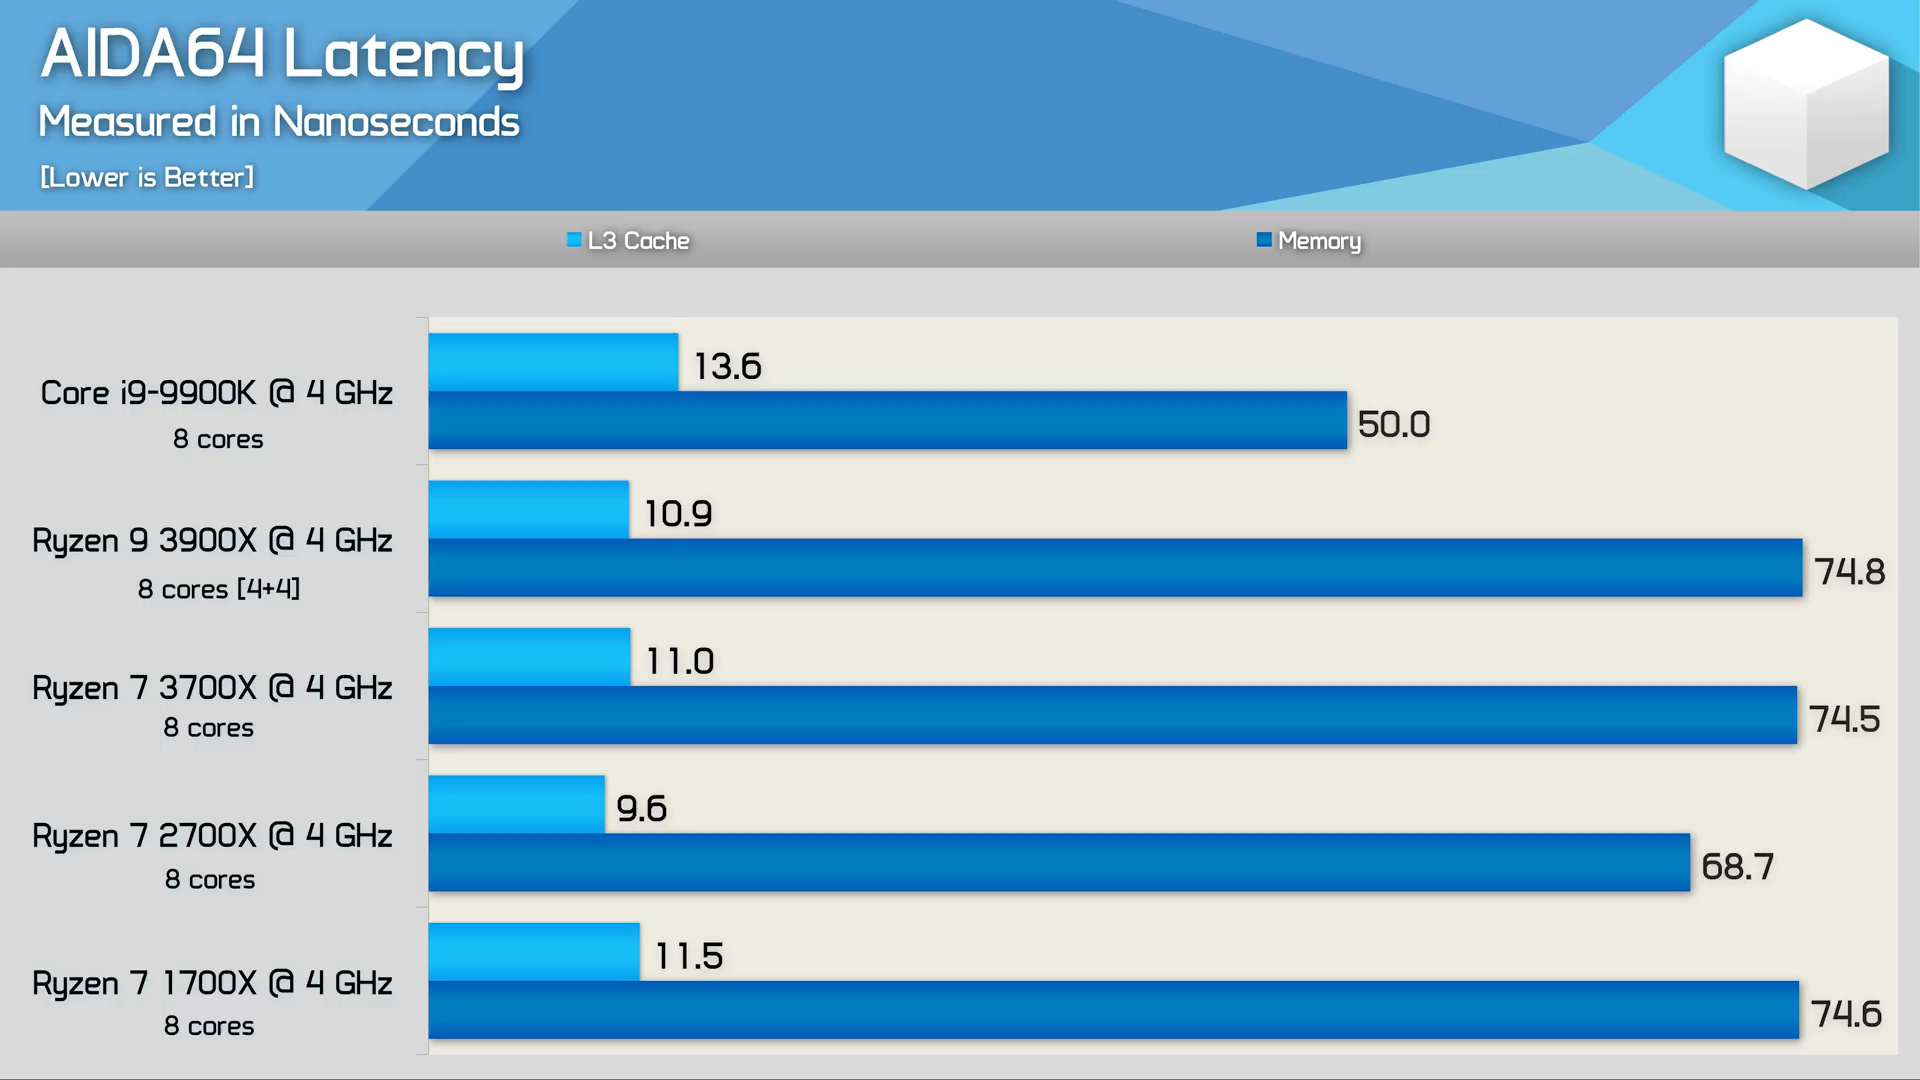 AIDA64 Latency
Measured in Nanoseconds
[Lower is Better]
L3 Cache
Memory
Core i9-9900K @ 4 GHz
8 cores
13.6
50.0
Ryzen 9 3900X @ 4 GHz
8 cores [4+4]
10.9
74.8
Ryzen 7 3700X @ 4 GHz
8 cores
11.0
74.5
Ryzen 7 2700X @ 4 GHz
8 cores
9.6
68.7
Ryzen 7 1700X @ 4 GHz
8 cores
11.5
74.6